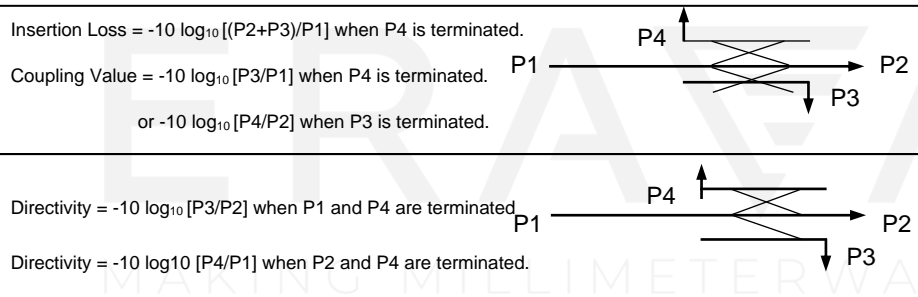 Insertion Loss = -10 log₁₀ [(P2+P3)/P1] when P4 is terminated.
Coupling Value = -10 log₁₀ [P3/P1] when P4 is terminated.
or -10 log₁₀ [P4/P2] when P3 is terminated.
P4
P1
P2
P3
Directivity = -10 log₁₀ [P3/P2] when P1 and P4 are terminated
Directivity = -10 log10 [P4/P1] when P2 and P4 are terminated.
P4
P1
P2
P3
MAKING MILLIMETERWA